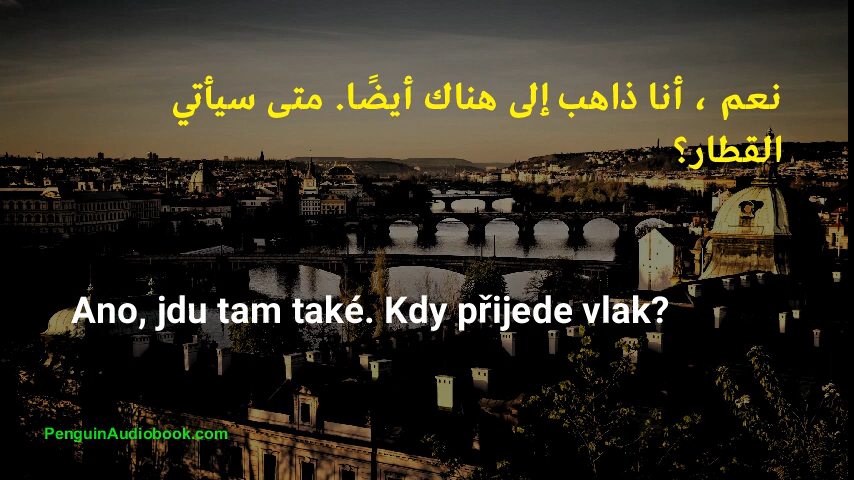 نعم ، أنا ذاهب إلى هناك أيضًا. متى سيأتي
القطار؟
Ano, jdu tam také. Kdy přijede vlak?
PenguinAudiobook.com